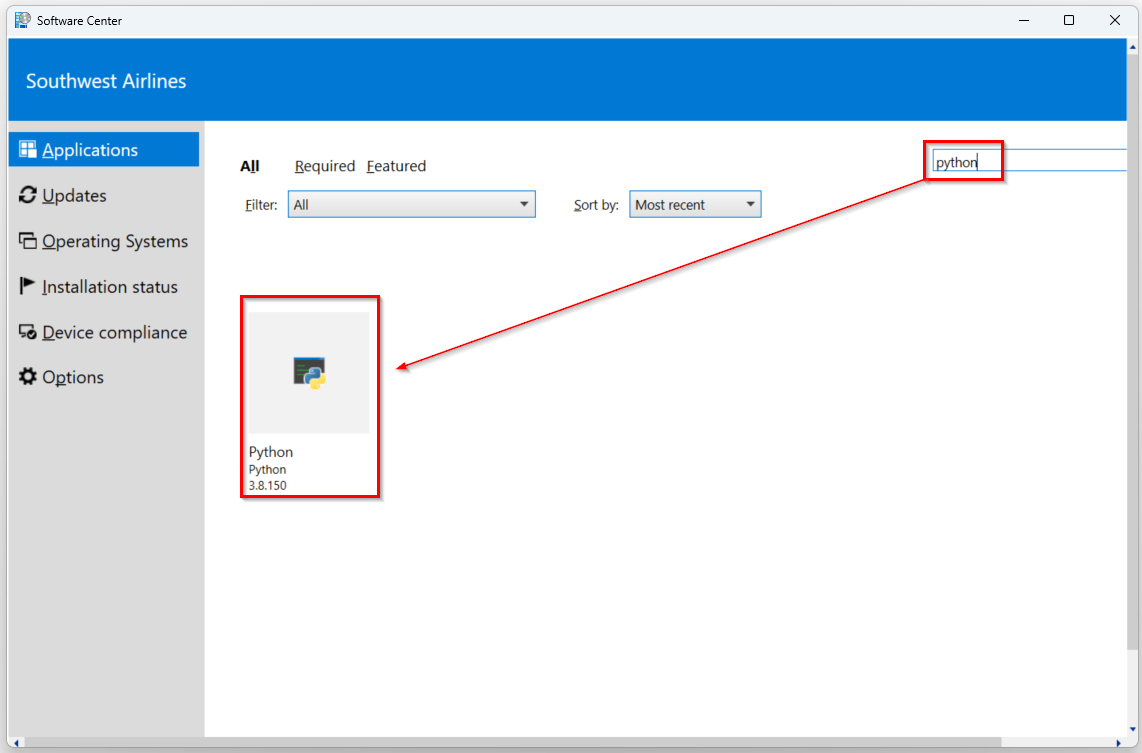 Software Center
Southwest Airlines
Applications
Updates
Operating Systems
Installation status
Device compliance
Options
All Required Featured
python
Filter: All Sort by: Most recent
Python
Python
3.8.150